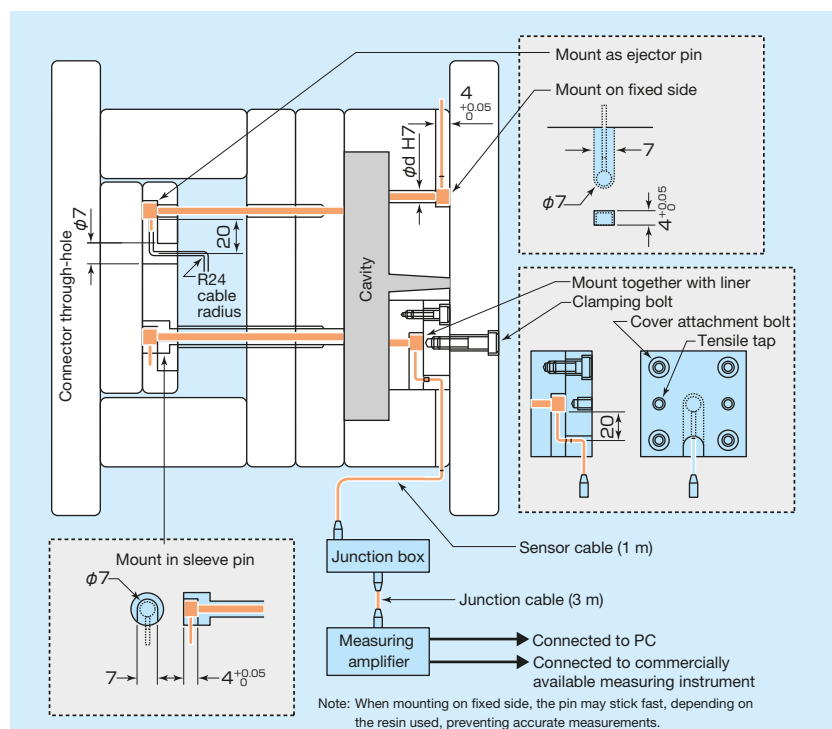 Mount as ejector pin
Mount on fixed side
4 +0.05 0
φd H7
7
φ7
4 +0.05 0
φ7
20
R24
cable
radius
Connector through-hole
Cavity
Mount together with liner
Clamping bolt
Cover attachment bolt
Tensile tap
20
Mount in sleeve pin
φ7
7
4 +0.05 0
Sensor cable (1 m)
Junction box
Junction cable (3 m)
Measuring
amplifier
Connected to PC
Connected to commercially
available measuring instrument
Note: When mounting on fixed side, the pin may stick fast, depending on
the resin used, preventing accurate measurements.